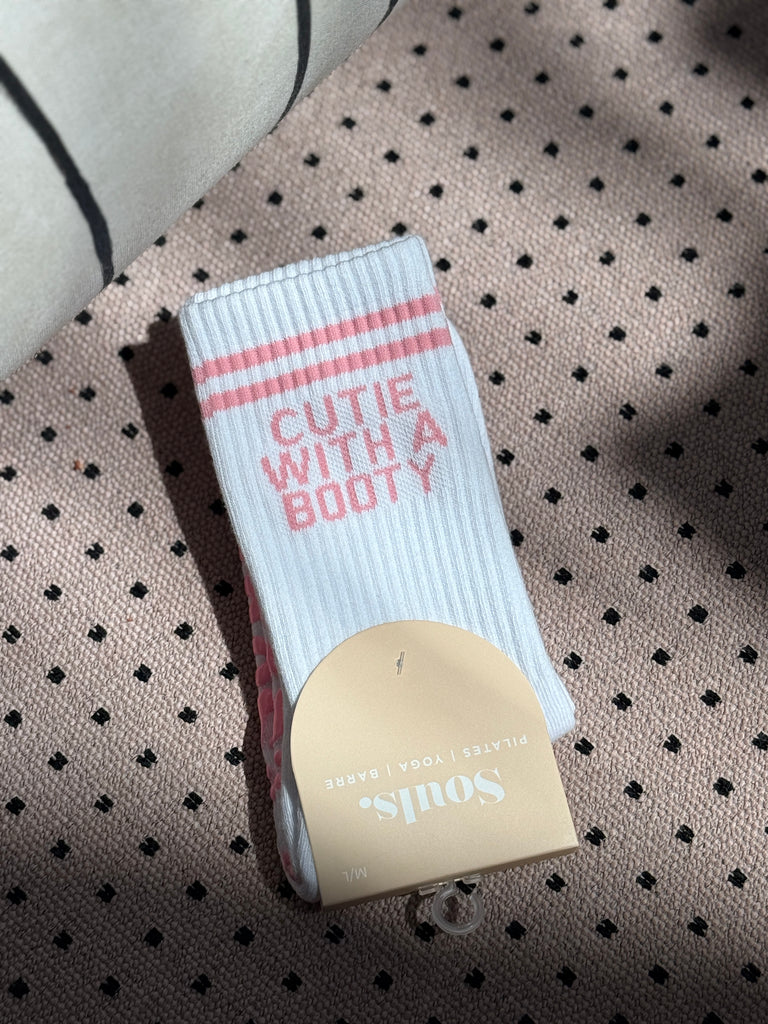 CUTIE
WITH A
BOOTY
PILATES | YOGA | BARRE
Souls.
M/L